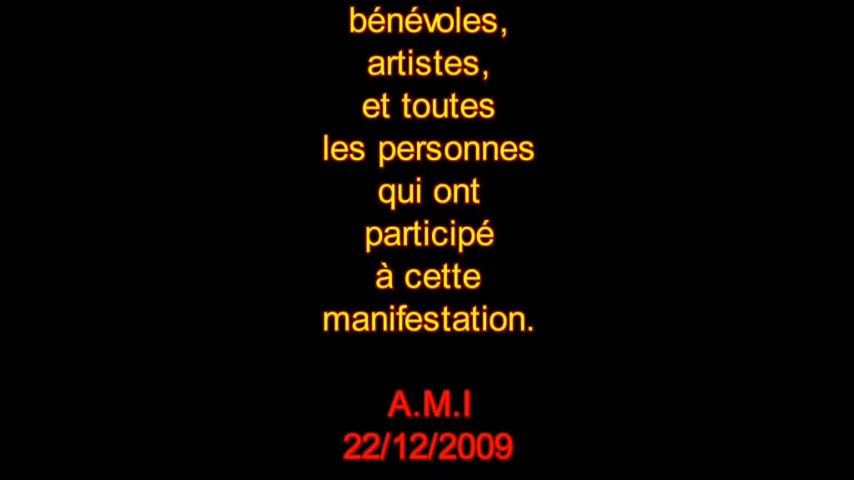 bénévoles,
artistes,
et toutes
les personnes
qui ont
participé
à cette
manifestation.
A.M.I
22/12/2009